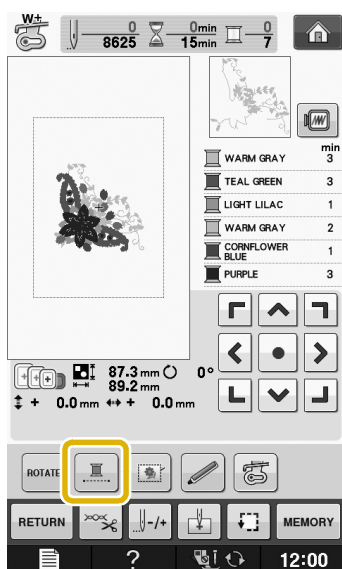 W+
0 0min 0
8625 15min 7
min
WARM GRAY 3
TEAL GREEN 3
LIGHT LILAC 1
WARM GRAY 2
CORNFLOWER
BLUE 1
PURPLE 3
87.3 mm 0°
89.2 mm
+ 0.0 mm + 0.0 mm
ROTATE
RETURN -/+ MEMORY
? 12:00